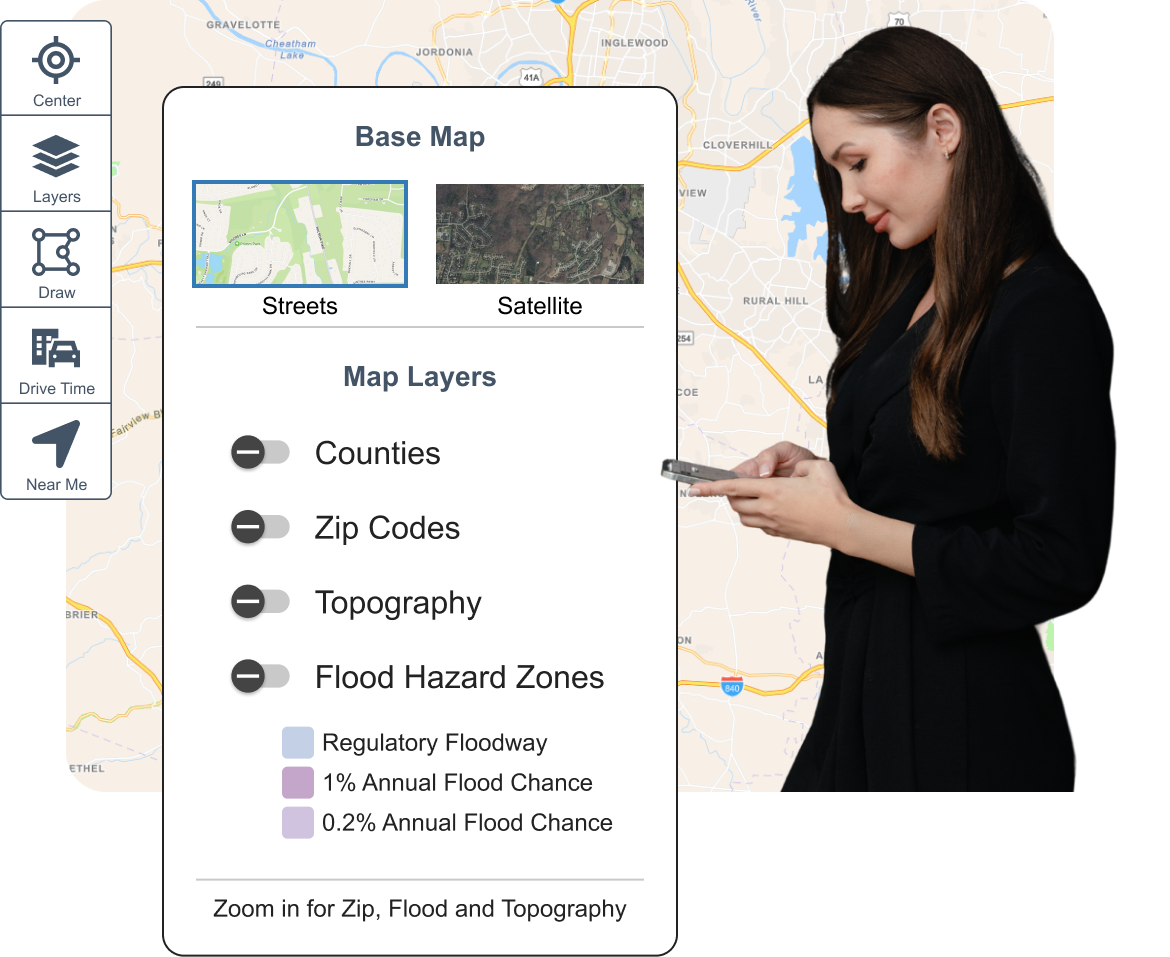 GRAVELOTTE
Cheatham
Lake
JORDONIA
INGLEWOOD
River
70
249
41A
Center
Layers
Draw
Drive Time
Near Me
Base Map
Streets
Satellite
Map Layers
Counties
Zip Codes
Topography
Flood Hazard Zones
Regulatory Floodway
1% Annual Flood Chance
0.2% Annual Flood Chance
Zoom in for Zip, Flood and Topography
CLOVERHILL
VIEW
RURAL HILL
254
LA
COE
Fairview Bl
BRIER
ETHEL
ON
840
A